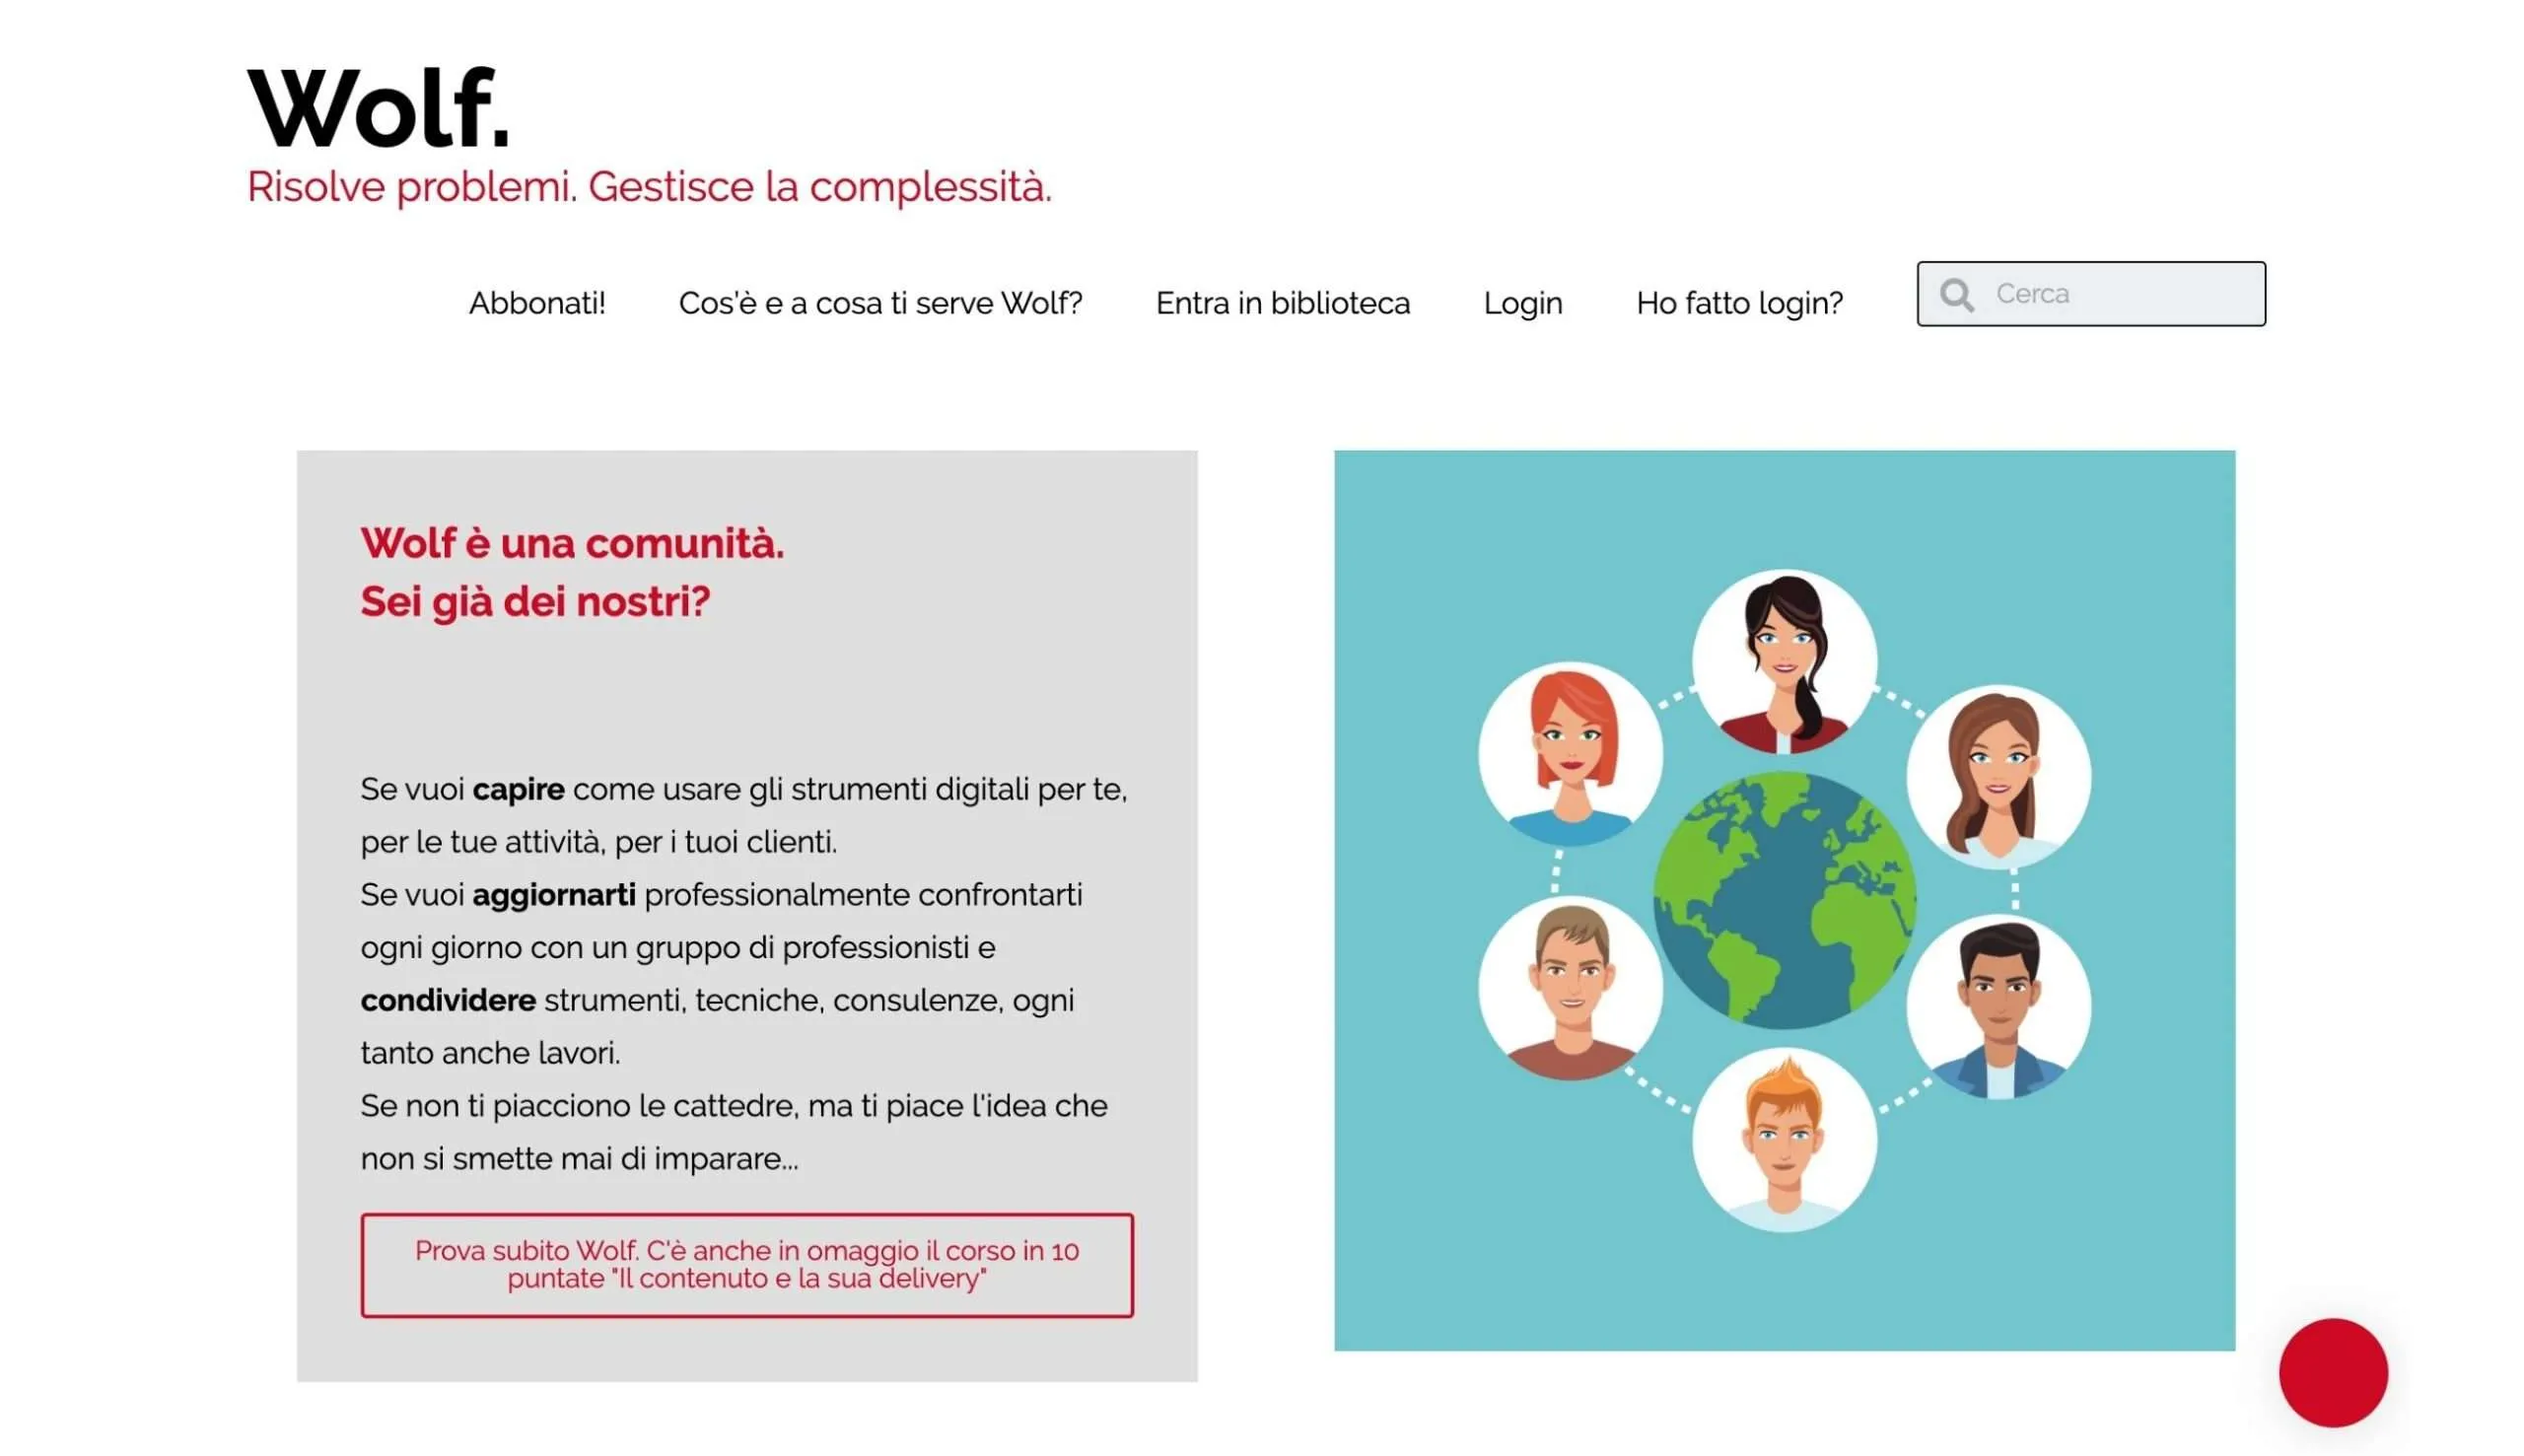 Wolf.
Risolve problemi. Gestisce la complessità.
Abbonati!
Cos'è e a cosa ti serve Wolf?
Entra in biblioteca
Login
Ho fatto login?
Cerca
Wolf è una comunità.
Sei già dei nostri?
Se vuoi capire come usare gli strumenti digitali per te,
per le tue attività, per i tuoi clienti.
Se vuoi aggiornarti professionalmente confrontarti
ogni giorno con un gruppo di professionisti e
condividere strumenti, tecniche, consulenze, ogni
tanto anche lavori.
Se non ti piacciono le cattedre, ma ti piace l'idea che
non si smette mai di imparare...
Prova subito Wolf. C'è anche in omaggio il corso in 10
puntate "Il contenuto e la sua delivery"